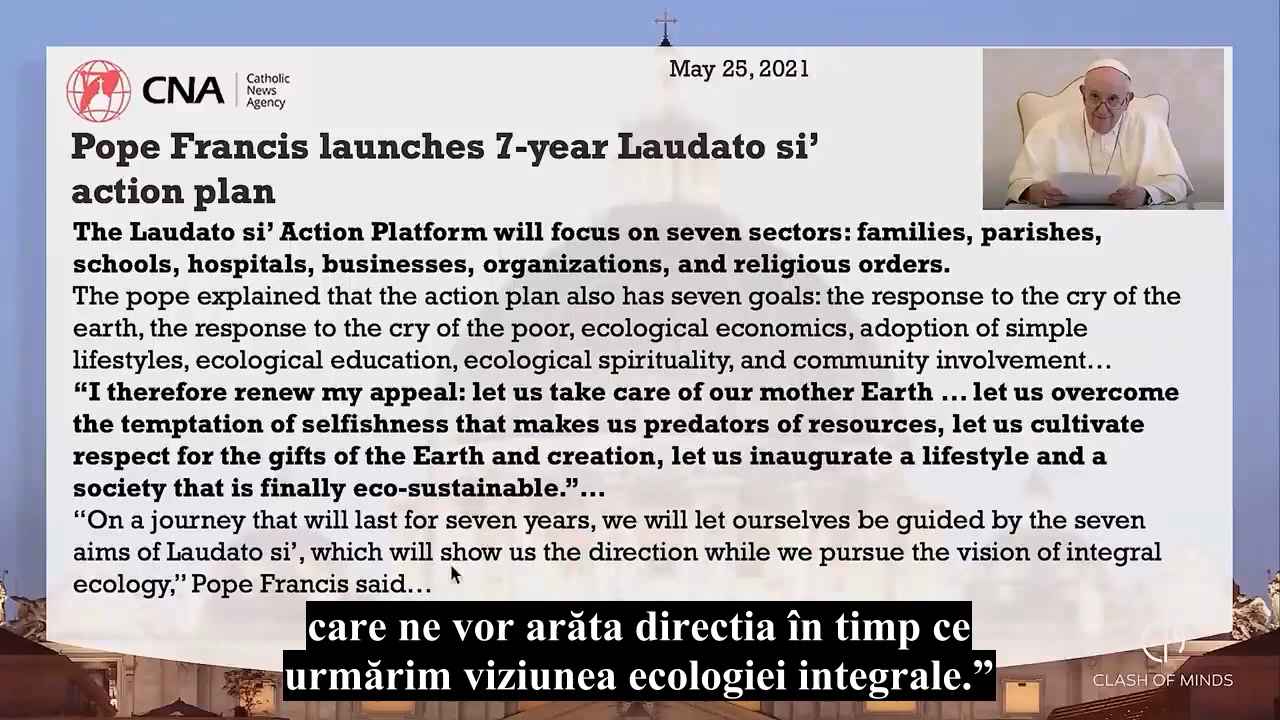 CNA
Catholic
News
Agency
May 25, 2021
Pope Francis launches 7-year Laudato si’
action plan
The Laudato si’ Action Platform will focus on seven sectors: families, parishes,
schools, hospitals, businesses, organizations, and religious orders.
The pope explained that the action plan also has seven goals: the response to the cry of the
earth, the response to the cry of the poor, ecological economics, adoption of simple
lifestyles, ecological education, ecological spirituality, and community involvement…
“I therefore renew my appeal: let us take care of our mother Earth … let us overcome
the temptation of selfishness that makes us predators of resources, let us cultivate
respect for the gifts of the Earth and creation, let us inaugurate a lifestyle and a
society that is finally eco-sustainable.”…
“On a journey that will last for seven years, we will let ourselves be guided by the seven
aims of Laudato si’, which will show us the direction while we pursue the vision of integral
ecology,” Pope Francis said…
care ne vor arăta directia în timp ce
urmărim viziunea ecologiei integrale.”
CLASH OF MINDS